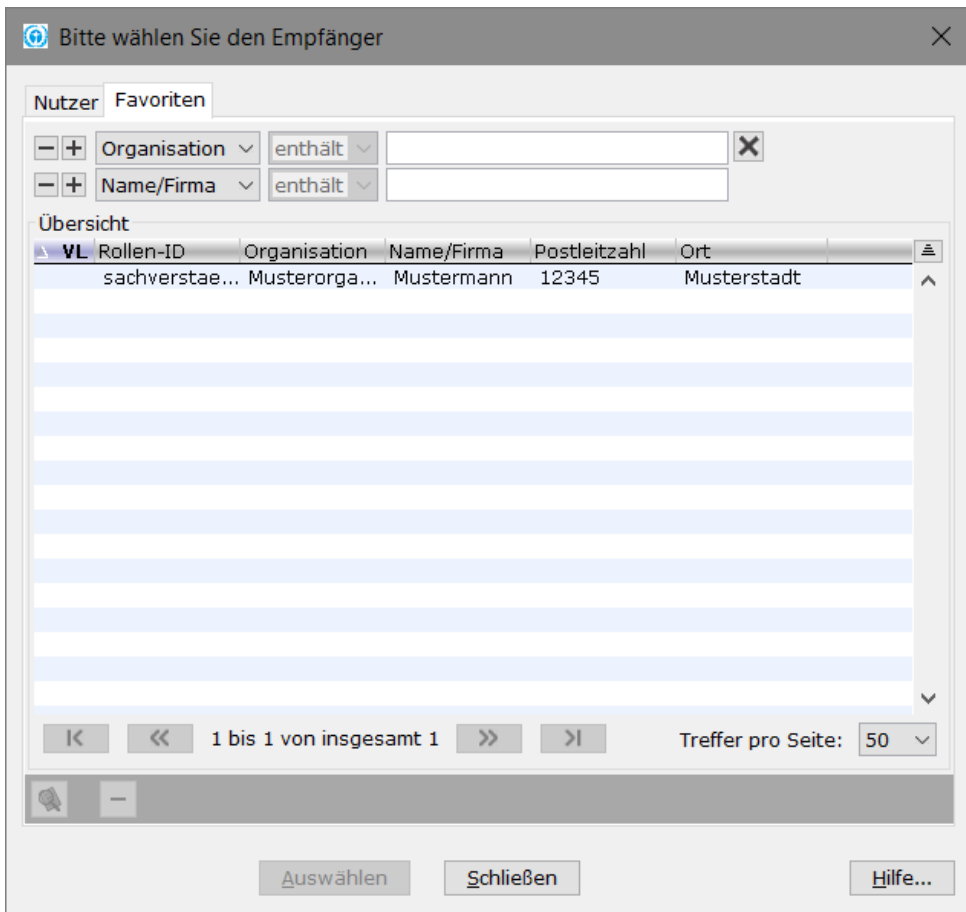 Bitte wählen Sie den Empfänger
Nutzer Favoriten
Organisation enthält
Name/Firma enthält
Übersicht
VL Rollen-ID Organisation Name/Firma Postleitzahl Ort
sachverstae... Musterorga... Mustermann 12345 Musterstadt
1 bis 1 von insgesamt 1 Treffer pro Seite: 50
Auswählen Schließen Hilfe...